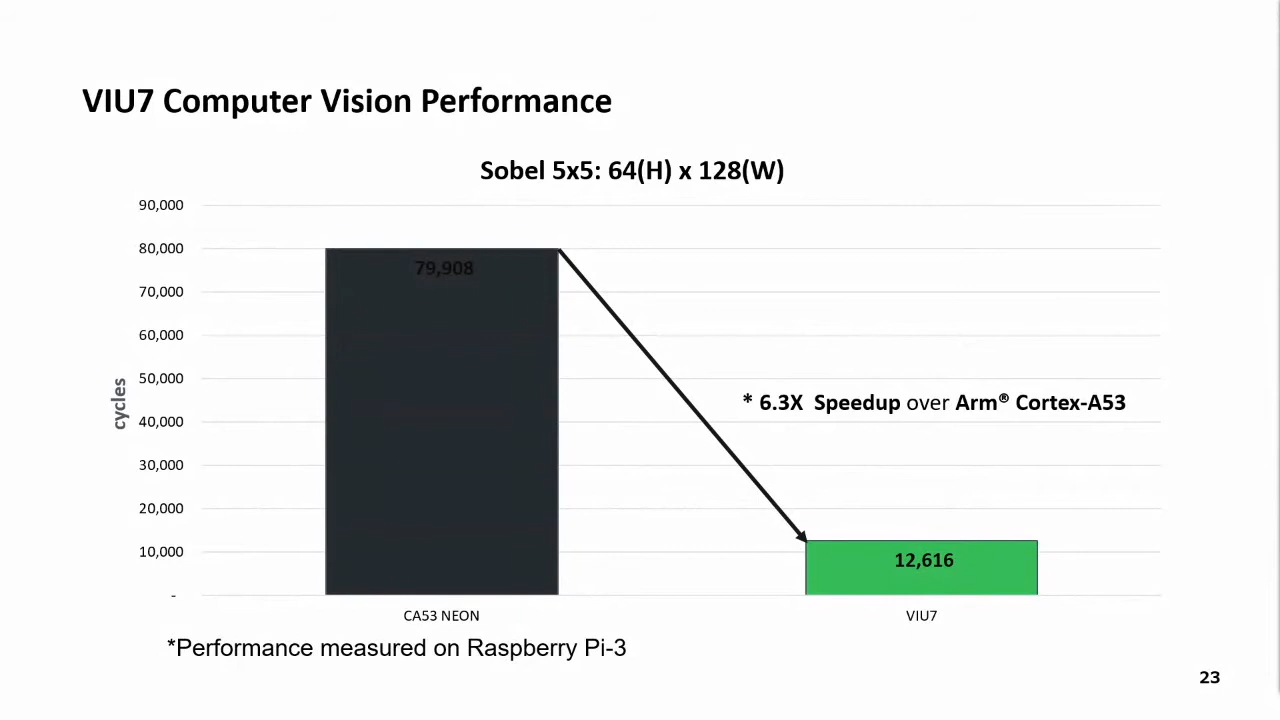 VIU7 Computer Vision Performance
Sobel 5x5: 64(H) x 128(W)
90,000
80,000
70,000
60,000
50,000
40,000
30,000
20,000
10,000
-
cycles
79,908
* 6.3X Speedup over Arm® Cortex-A53
12,616
CA53 NEON
VIU7
*Performance measured on Raspberry Pi-3
23